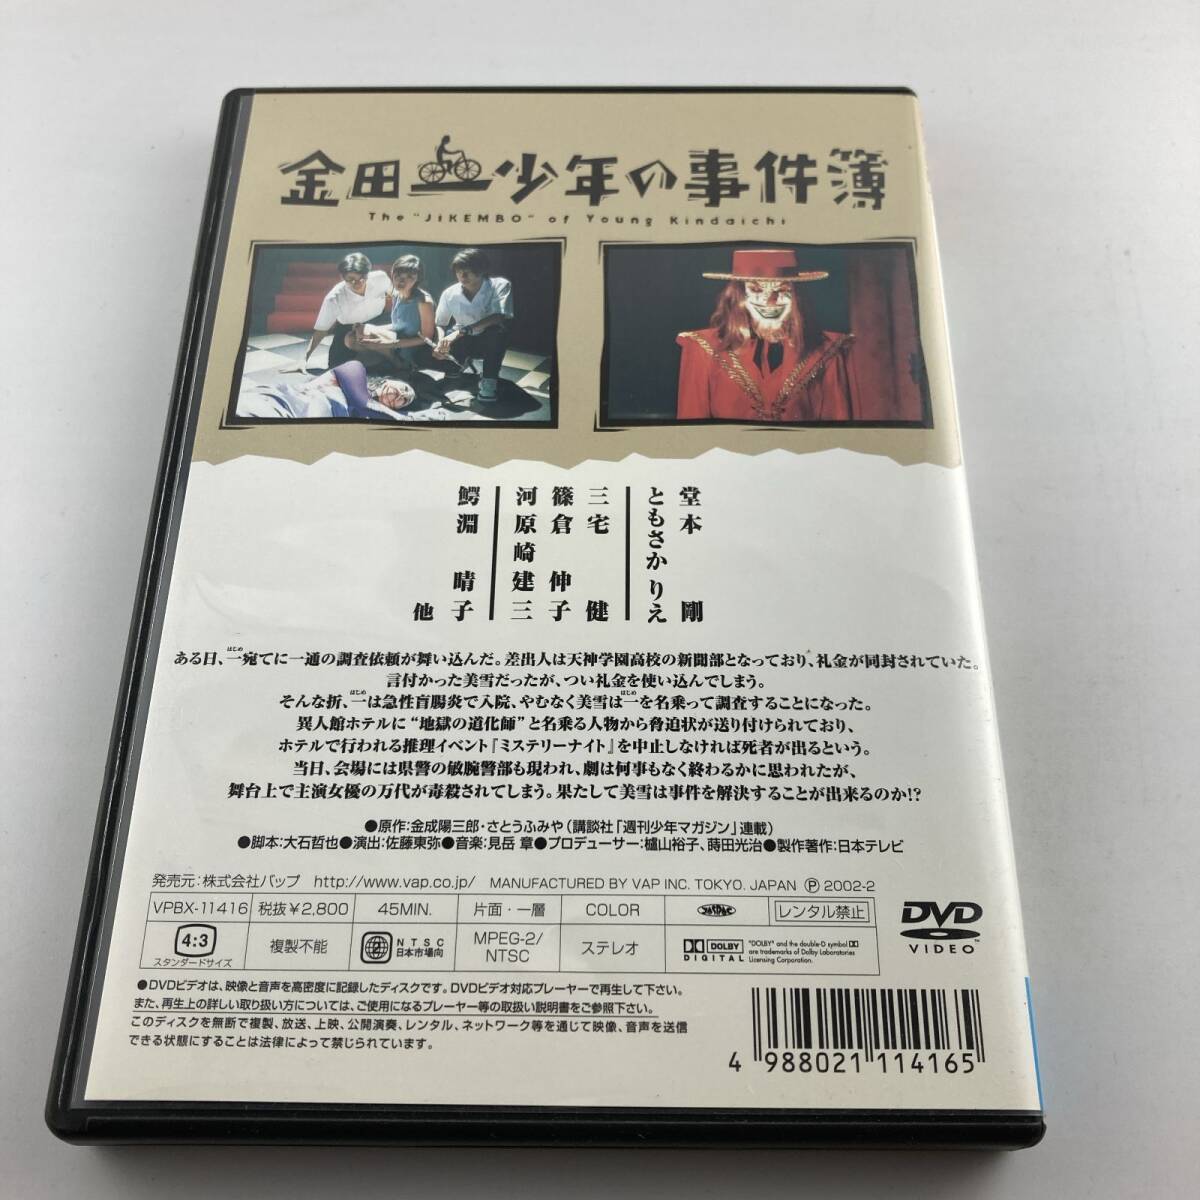 金田一少年の事件簿
The "JiKEMBO" of Young Kindaichi
堂本 剛
ともさかりえ
三宅 健
篠倉伸子
河原崎建三
鰐淵晴子
他
ある日、一宛てに一通の調査依頼が舞い込んだ。差出人は天神学園高校の新聞部となっており、礼金が同封されていた。
言付かった美雪だったが、つい礼金を使い込んでしまう。
そんな折、一は急性盲腸炎で入院、やむなく美雪は一を名乗って調査することになった。
異人館ホテルに“地獄の道化師”と名乗る人物から脅迫状が送り付けられており、
ホテルで行われる推理イベント『ミステリーナイト』を中止しなければ死者が出るという。
当日、会場には県警の敏腕警部も現われ、劇は何事もなく終わるかに思われたが、
舞台上で主演女優の万代が毒殺されてしまう。果たして美雪は事件を解決することが出来るのか!?
●原作:金成陽三郎・さとうふみや(講談社「週刊少年マガジン」連載)
●脚本:大石哲也●演出:佐藤東弥●音楽:見岳 章●プロデューサー:櫨山裕子、蒔田光治●製作著作:日本テレビ
発売元:株式会社バップ http://www.vap.co.jp/ MANUFACTURED BY VAP INC. TOKYO. JAPAN Ⓟ 2002-2
VPBX-11416 税抜¥2,800 45MIN. 片面・一層 COLOR レンタル禁止
4:3 スタンダードサイズ 複製不能 2 NTSC 日本市場向 MPEG-2/NTSC ステレオ DOLBY DIGITAL
"DOLBY" and the double-D symbol are trademarks of Dolby Laboratories Licensing Corporation.
DVD VIDEO
●DVDビデオは、映像と音声を高密度に記録したディスクです。DVDビデオ対応プレーヤーで再生して下さい。
また、再生上の詳しい取り扱い方については、ご使用になるプレーヤー等の取扱い説明書をご参照下さい。
このディスクを無断で複製、放送、上映、公開演奏、レンタル、ネットワーク等を通じて映像、音声を送信
できる状態にすることは法律によって禁じられています。
4 988021 114165